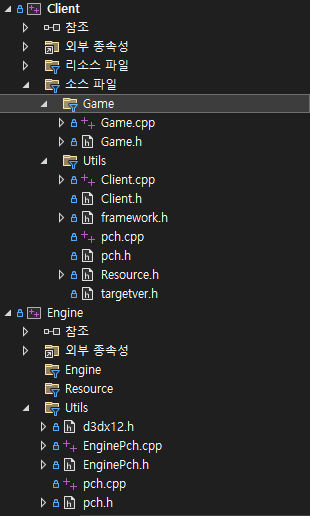 Client
참조
외부 종속성
리소스 파일
소스 파일
Game
Game.cpp
Game.h
Utils
Client.cpp
Client.h
framework.h
pch.cpp
pch.h
Resource.h
targetver.h
Engine
참조
외부 종속성
Engine
Resource
Utils
d3dx12.h
EnginePch.cpp
EnginePch.h
pch.cpp
pch.h